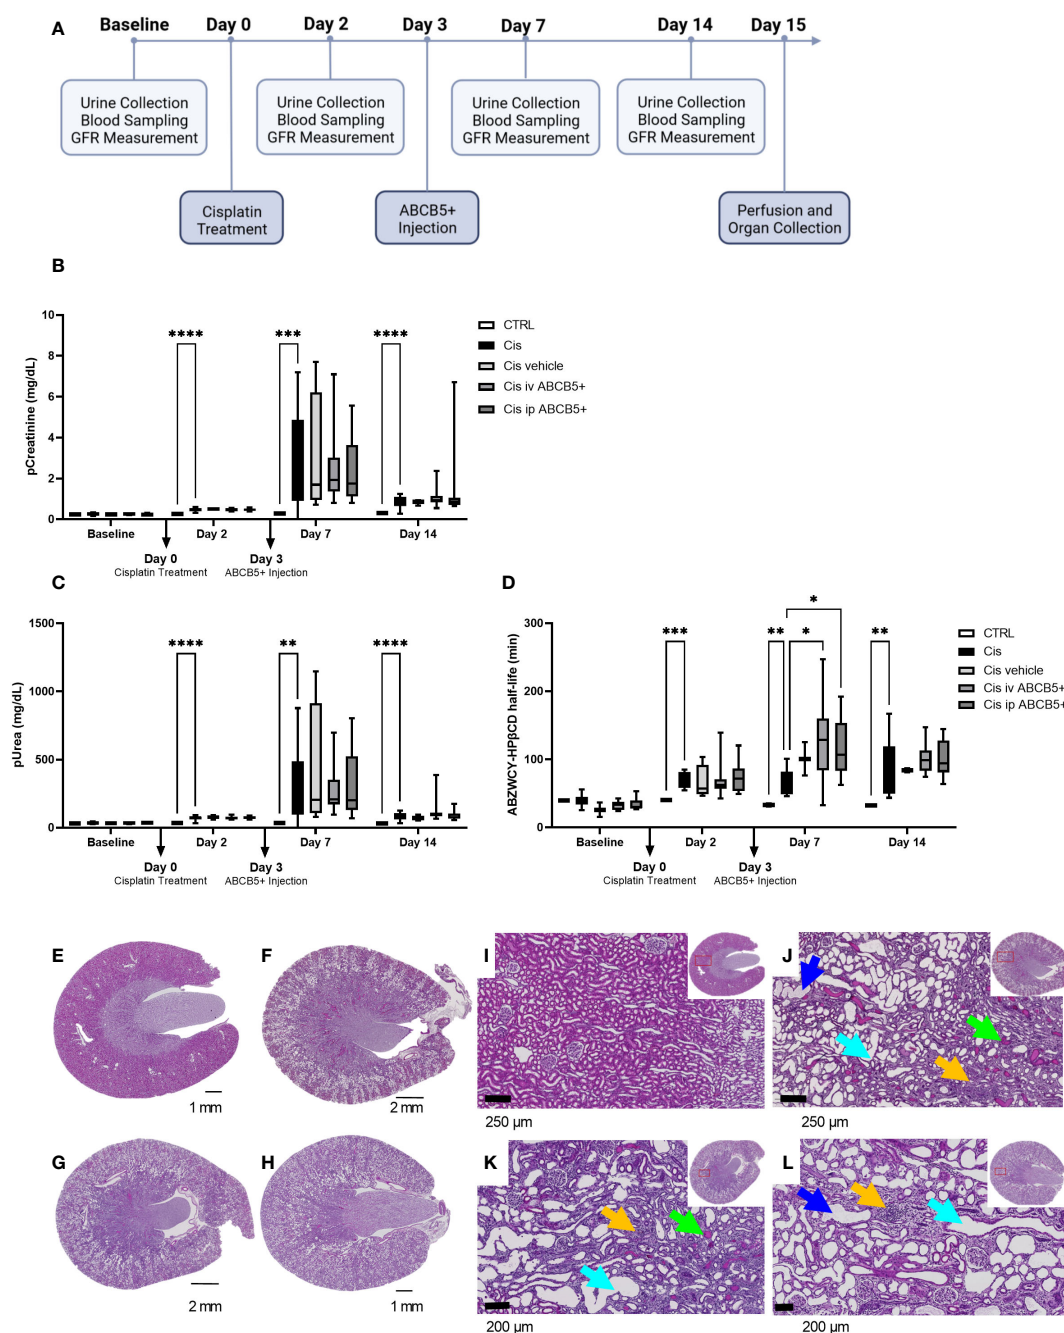 A
Baseline
Day 0
Day 2
Day 3
Day 7
Day 14
Day 15
Urine Collection
Blood Sampling
GFR Measurement
Urine Collection
Blood Sampling
GFR Measurement
Urine Collection
Blood Sampling
GFR Measurement
Urine Collection
Blood Sampling
GFR Measurement
Cisplatin
Treatment
ABCB5+
Injection
Perfusion and
Organ Collection
B
pCreatinine (mg/dL)
10
8
6
4
2
0
****
***
****
CTRL
Cis
Cis vehicle
Cis iv ABCB5+
Cis ip ABCB5+
Baseline
Day 2
Day 7
Day 14
Day 0
Cisplatin Treatment
Day 3
ABCB5+ Injection
C
pUrea (mg/dL)
1500
1000
500
0
****
**
****
Baseline
Day 2
Day 7
Day 14
Day 0
Cisplatin Treatment
Day 3
ABCB5+ Injection
D
ABZWCY-HPβCD half-life (min)
300
200
100
0
***
**
*
*
**
CTRL
Cis
Cis vehicle
Cis iv ABCB5+
Cis ip ABCB5+
Baseline
Day 2
Day 7
Day 14
Day 0
Cisplatin Treatment
Day 3
ABCB5+ Injection
E
1 mm
F
2 mm
G
2 mm
H
1 mm
I
250 µm
J
250 µm
K
200 µm
L
200 µm